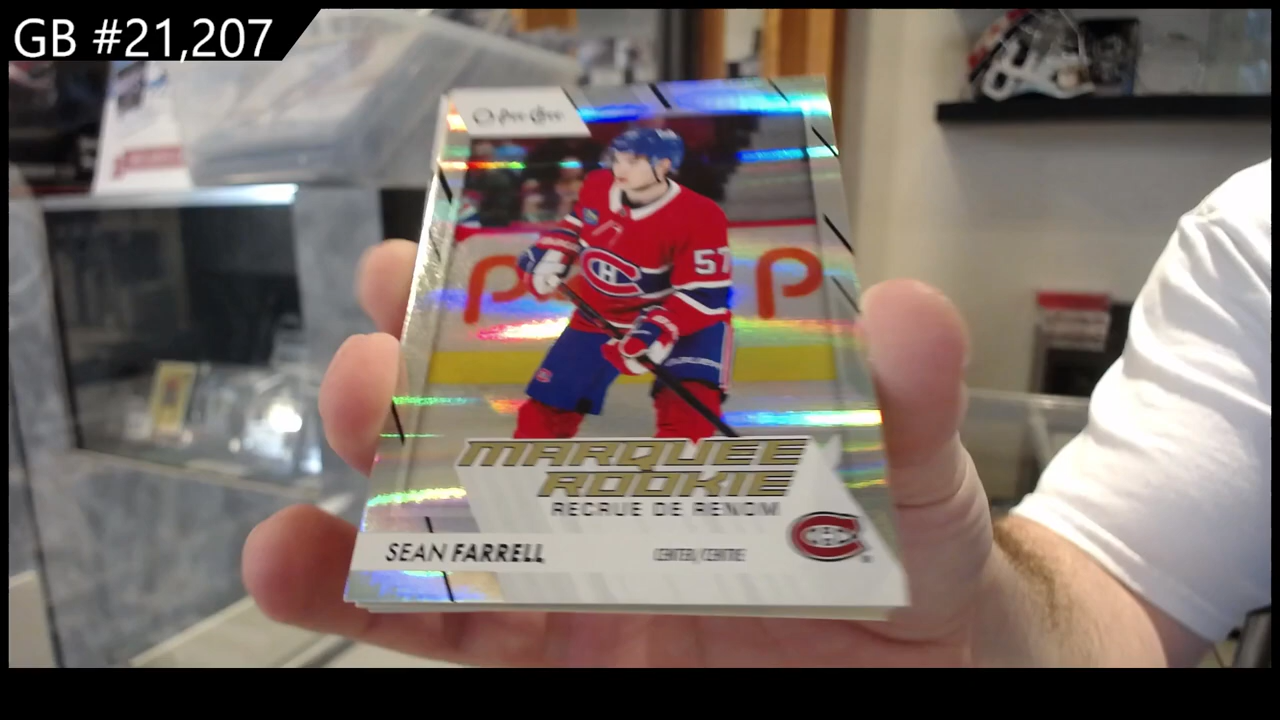 GB #21,207
O-Pee-Chee
57
P
P
MARQUEE
ROOKIE
RECRUE DE RENOM
SEAN FARRELL
CENTER/CENTRE